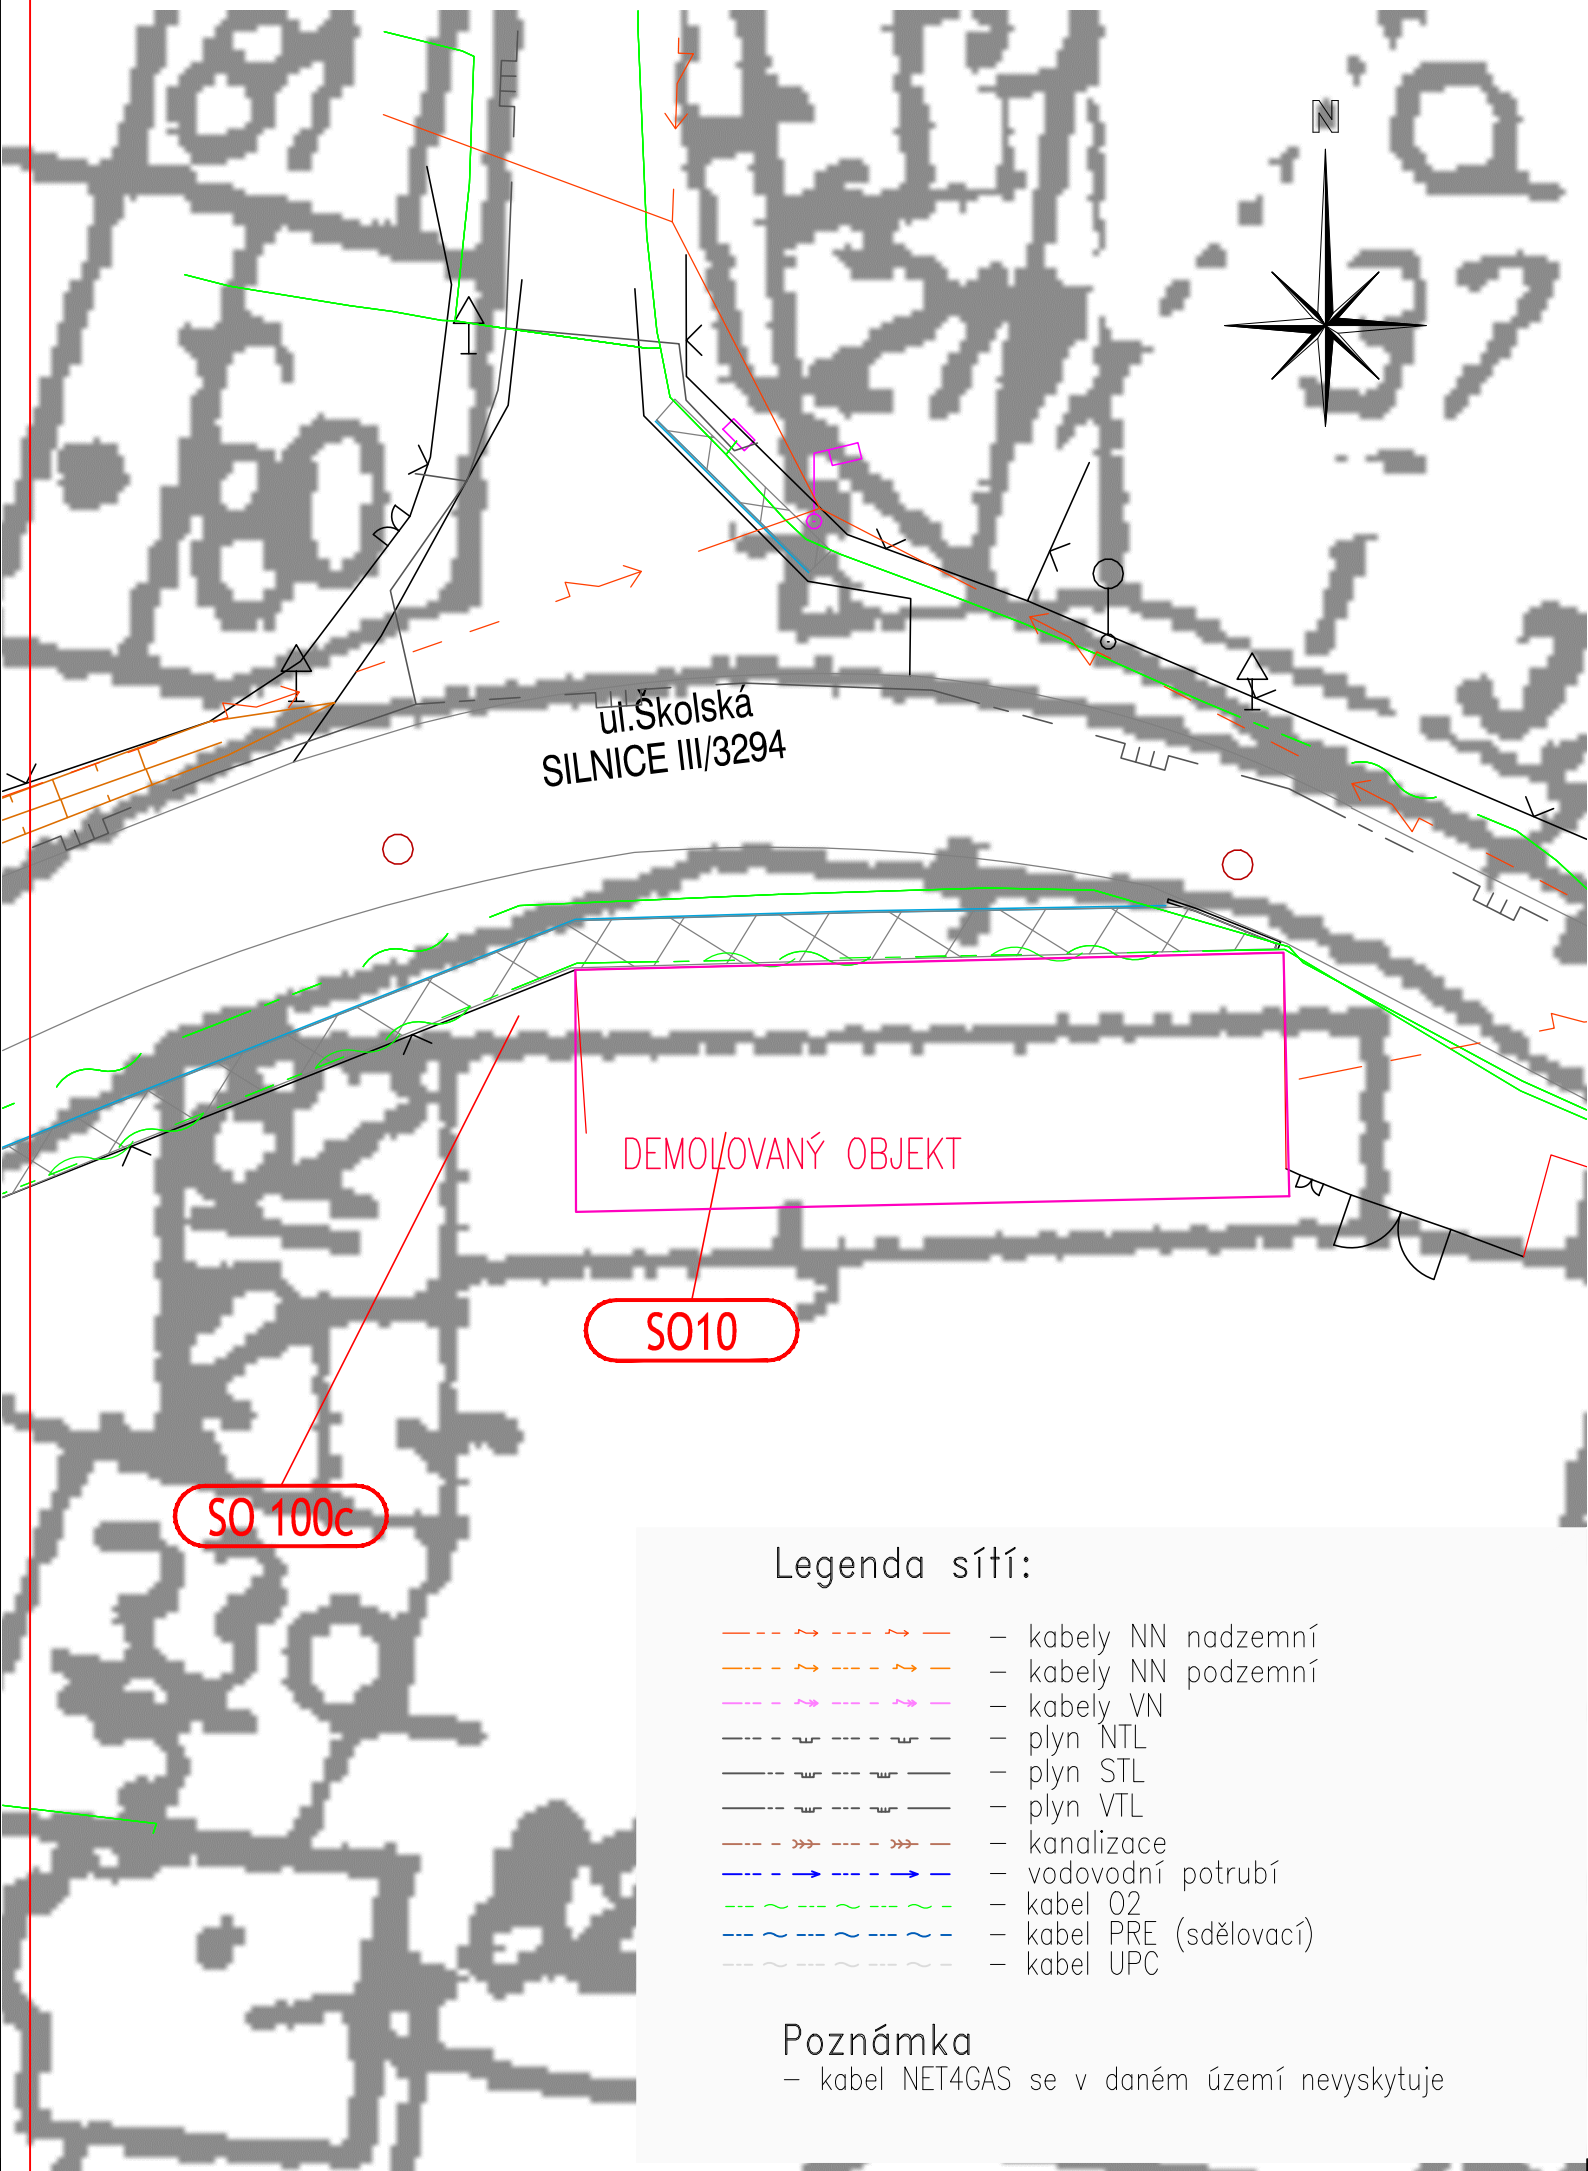 N
ul.Školská
SILNICE III/3294
DEMOLOVANÝ OBJEKT
SO10
SO 100c
Legenda sítí:
– kabely NN nadzemní
– kabely NN podzemní
– kabely VN
– plyn NTL
– plyn STL
– plyn VTL
– kanalizace
– vodovodní potrubí
– kabel O2
– kabel PRE (sdělovací)
– kabel UPC
Poznámka
– kabel NET4GAS se v daném území nevyskytuje